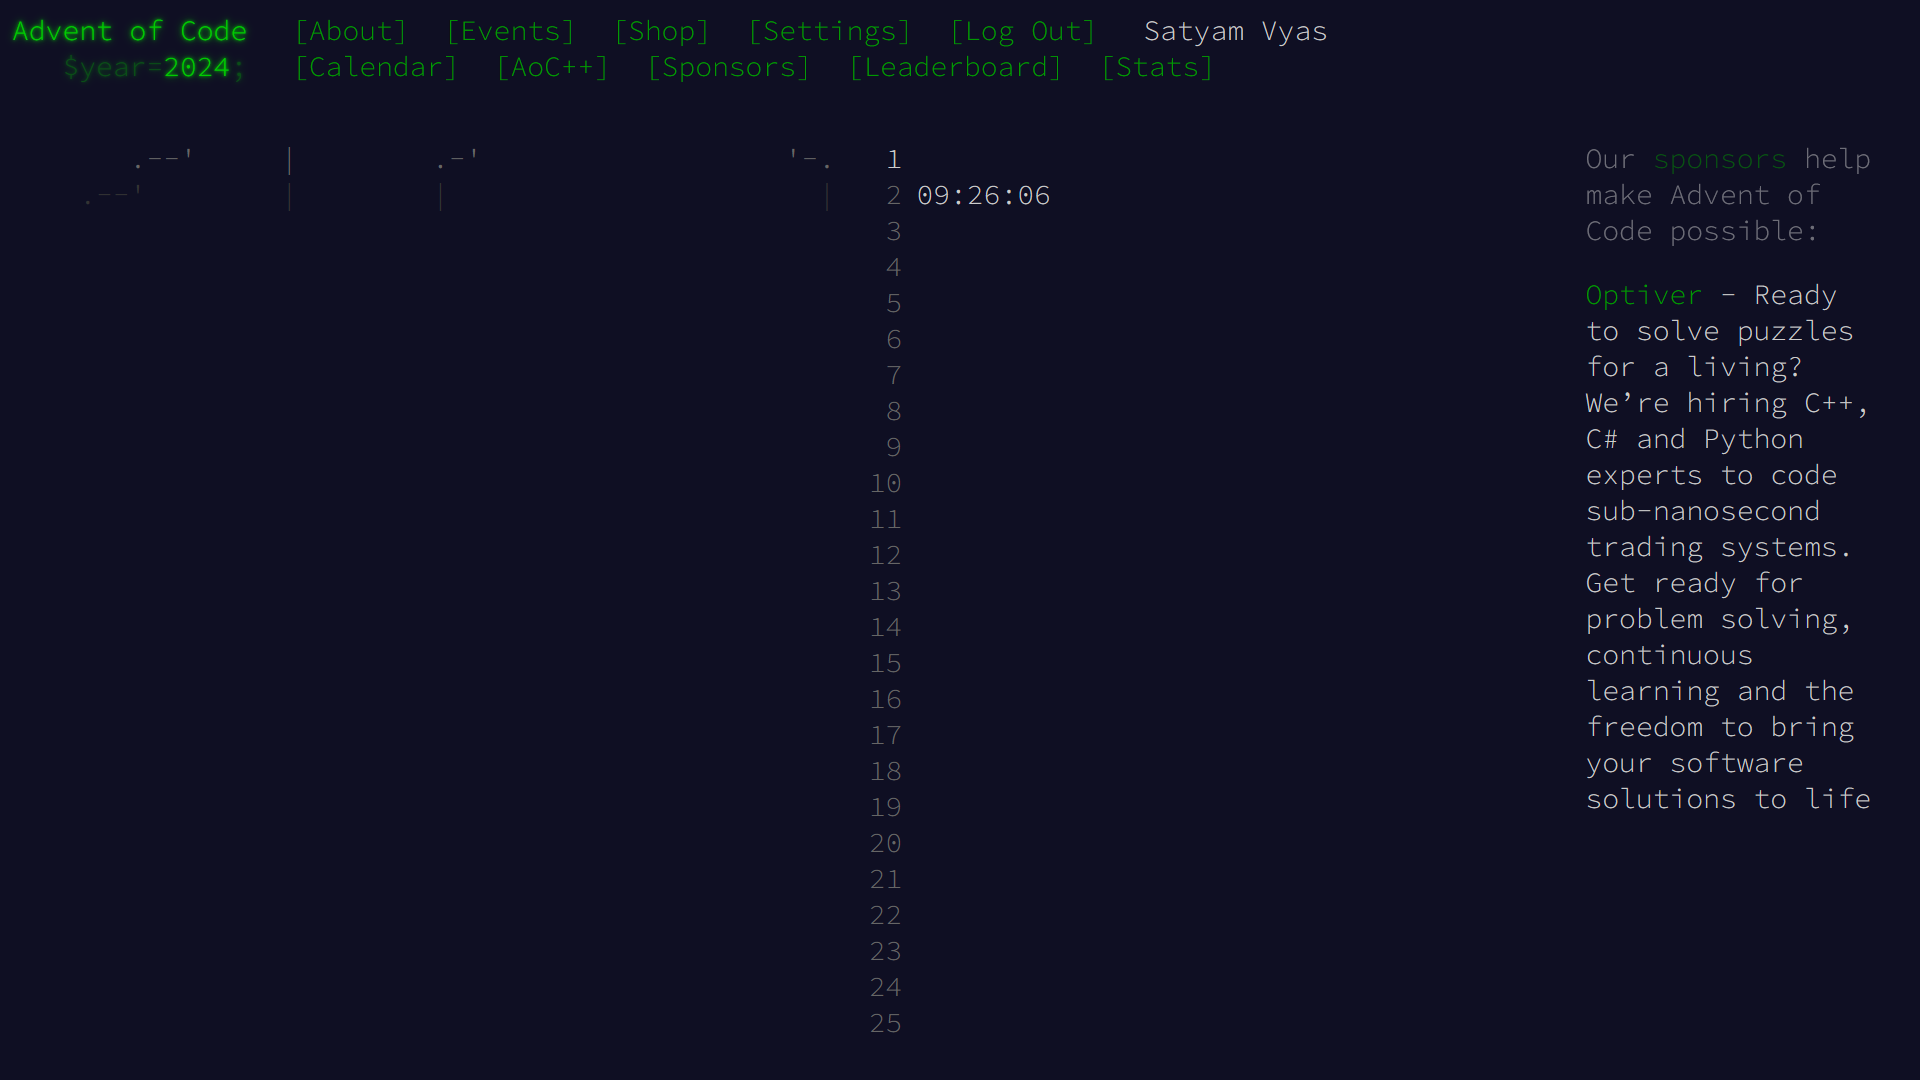 Advent of Code [About] [Events] [Shop] [Settings] [Log Out] Satyam Vyas
$year=2024; [Calendar] [AoC++] [Sponsors] [Leaderboard] [Stats]
.--' | .-' '-. 1
.--' | | | 2 09:26:06
3
4
5
6
7
8
9
10
11
12
13
14
15
16
17
18
19
20
21
22
23
24
25
Our sponsors help
make Advent of
Code possible:
Optiver - Ready
to solve puzzles
for a living?
We’re hiring C++,
C# and Python
experts to code
sub-nanosecond
trading systems.
Get ready for
problem solving,
continuous
learning and the
freedom to bring
your software
solutions to life